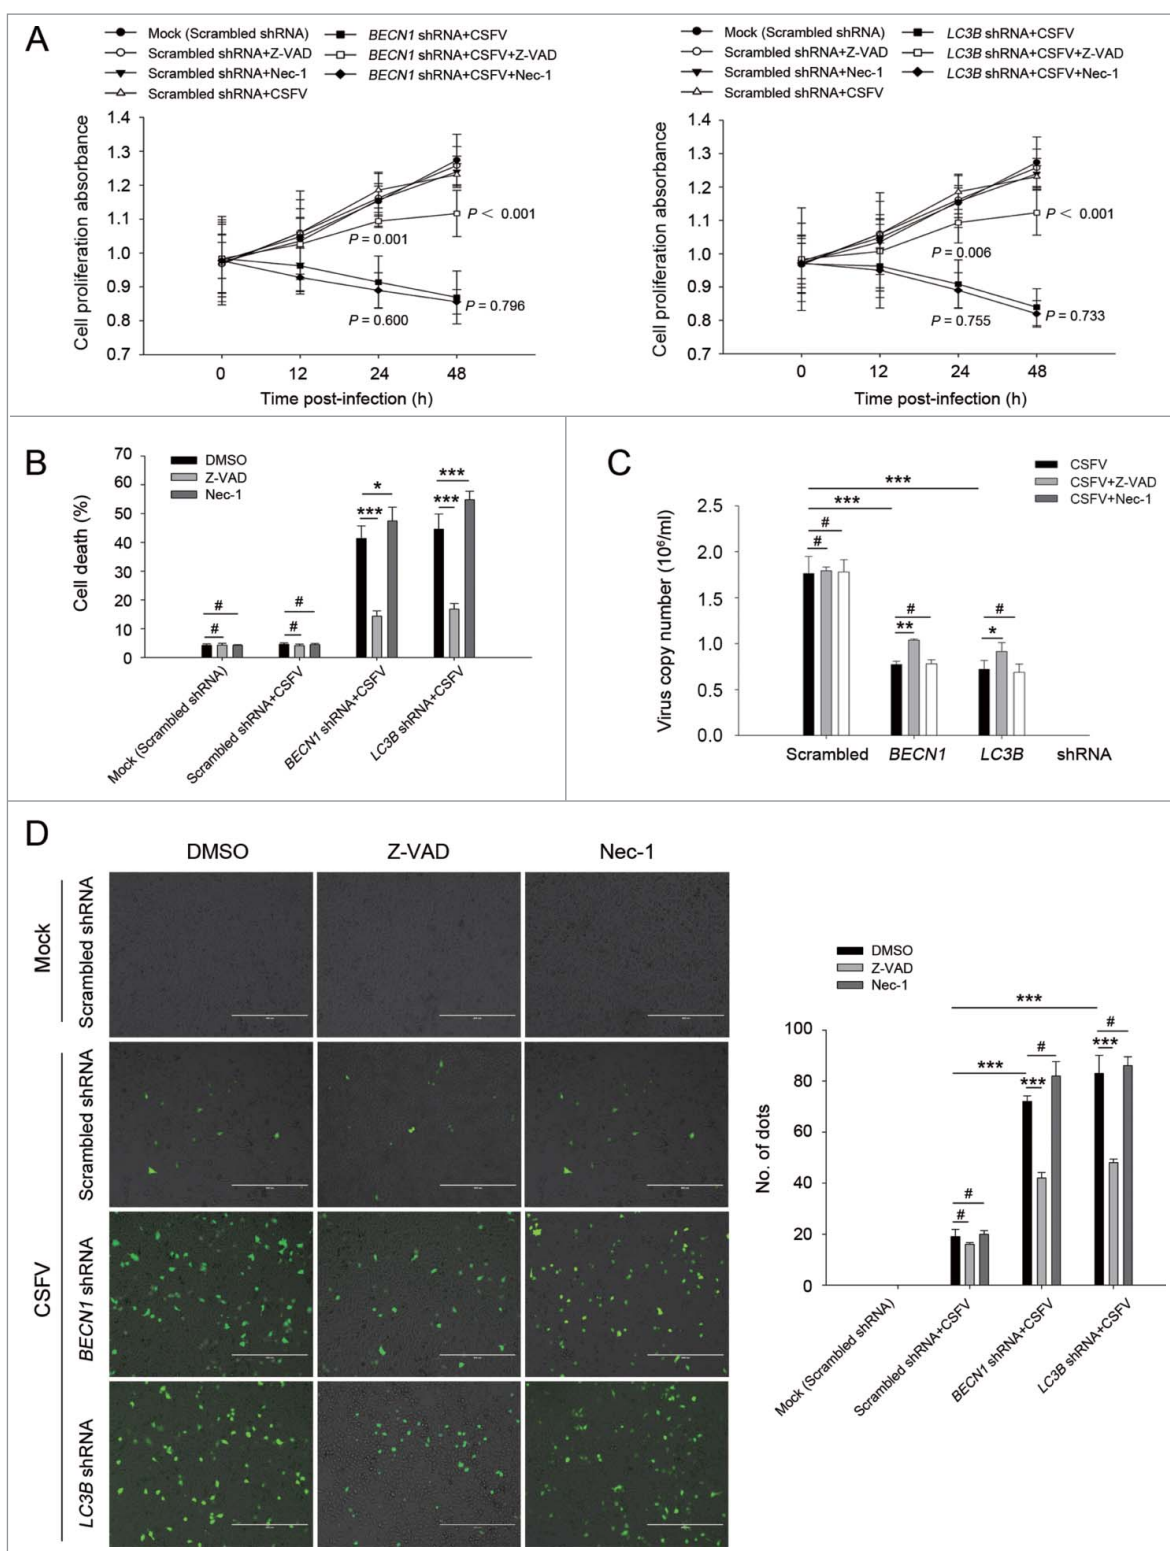 A
Mock (Scrambled shRNA)
Scrambled shRNA+Z-VAD
Scrambled shRNA+Nec-1
Scrambled shRNA+CSFV
BECN1 shRNA+CSFV
BECN1 shRNA+CSFV+Z-VAD
BECN1 shRNA+CSFV+Nec-1
Cell proliferation absorbance
1.4
1.3
1.2
1.1
1.0
0.9
0.8
0.7
P < 0.001
P = 0.001
P = 0.796
P = 0.600
0 12 24 48
Time post-infection (h)
Mock (Scrambled shRNA)
Scrambled shRNA+Z-VAD
Scrambled shRNA+Nec-1
Scrambled shRNA+CSFV
LC3B shRNA+CSFV
LC3B shRNA+CSFV+Z-VAD
LC3B shRNA+CSFV+Nec-1
Cell proliferation absorbance
1.4
1.3
1.2
1.1
1.0
0.9
0.8
0.7
P < 0.001
P = 0.006
P = 0.733
P = 0.755
0 12 24 48
Time post-infection (h)
B
DMSO
Z-VAD
Nec-1
Cell death (%)
70
60
50
40
30
20
10
0
#
#
#
#
*
***
***
***
Mock (Scrambled shRNA)
Scrambled shRNA+CSFV
BECN1 shRNA+CSFV
LC3B shRNA+CSFV
C
CSFV
CSFV+Z-VAD
CSFV+Nec-1
Virus copy number (10⁶/ml)
2.5
2.0
1.5
1.0
0.5
0.0
***
***
#
#
#
**
#
*
Scrambled BECN1 LC3B shRNA
D
DMSO Z-VAD Nec-1
Mock
Scrambled shRNA
CSFV
Scrambled shRNA
BECN1 shRNA
LC3B shRNA
DMSO
Z-VAD
Nec-1
No. of dots
100
80
60
40
20
0
***
***
#
#
#
***
#
***
Mock (Scrambled shRNA)
Scrambled shRNA+CSFV
BECN1 shRNA+CSFV
LC3B shRNA+CSFV